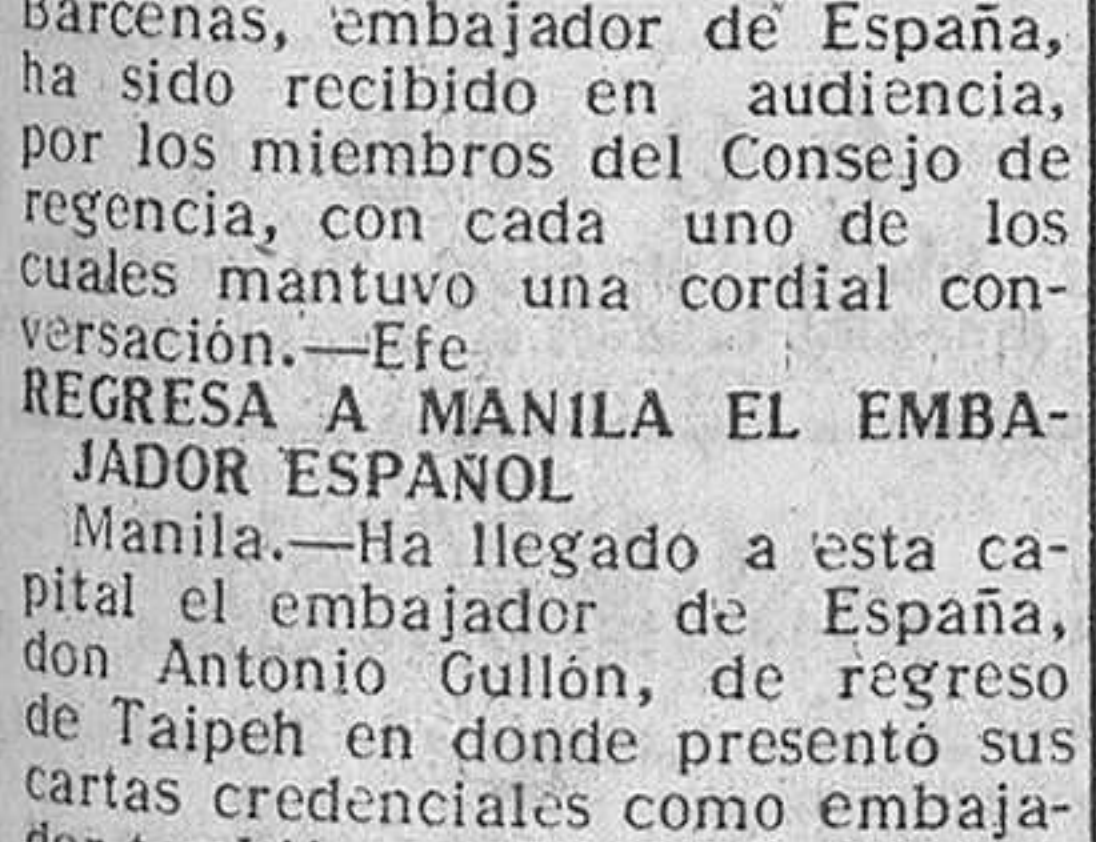 Bárcenas, embajador de España,
ha sido recibido en audiencia,
por los miembros del Consejo de
regencia, con cada uno de los
cuales mantuvo una cordial con-
versación.—Efe
REGRESA A MANILA EL EMBA-
JADOR ESPAÑOL
Manila.—Ha llegado a esta ca-
pital el embajador de España,
don Antonio Gullón, de regreso
de Taipeh en donde presentó sus
cartas credenciales como embaja-